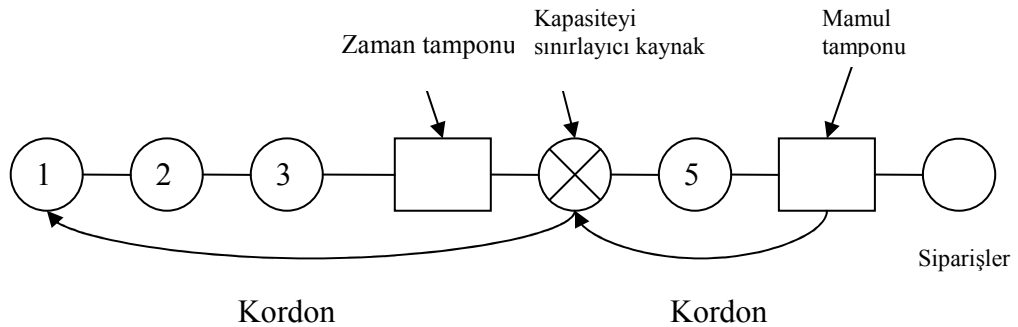 Kapasiteyi
sınırlayıcı kaynak
Mamul
tamponu
Zaman tamponu
1
2
3
5
Siparişler
Kordon
Kordon